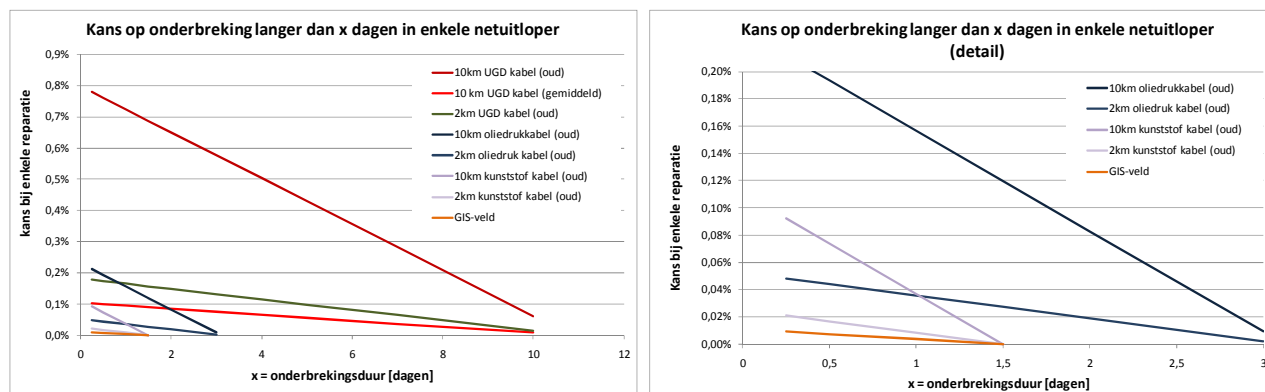 Kans op onderbreking langer dan x dagen in enkele netuitloper
kans bij enkele reparatie
0,9%
0,8%
0,7%
0,6%
0,5%
0,4%
0,3%
0,2%
0,1%
0,0%
0
2
4
6
8
10
12
x = onderbrekingsduur [dagen]
10km UGD kabel (oud)
10 km UGD kabel (gemiddeld)
2km UGD kabel (oud)
10km oliedrukkabel (oud)
2km oliedruk kabel (oud)
10km kunststof kabel (oud)
2km kunststof kabel (oud)
GIS-veld
Kans op onderbreking langer dan x dagen in enkele netuitloper
(detail)
Kans bij enkele reparatie
0,20%
0,18%
0,16%
0,14%
0,12%
0,10%
0,08%
0,06%
0,04%
0,02%
0,00%
0
0,5
1
1,5
2
2,5
3
x = onderbrekingsduur [dagen]
10km oliedrukkabel (oud)
2km oliedruk kabel (oud)
10km kunststof kabel (oud)
2km kunststof kabel (oud)
GIS-veld